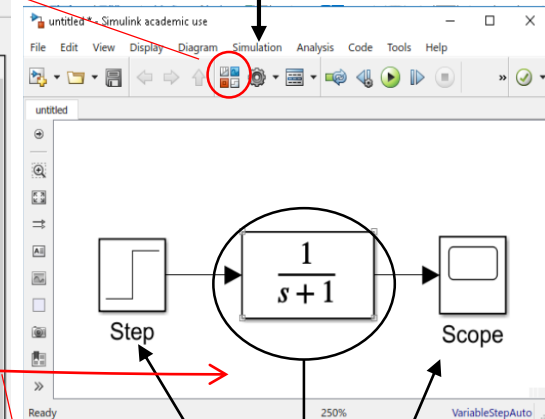 untitled * - Simulink academic use
File Edit View Display Diagram Simulation Analysis Code Tools Help
»
untitled
1
s + 1
Step
Scope
»
Ready 250% VariableStepAuto